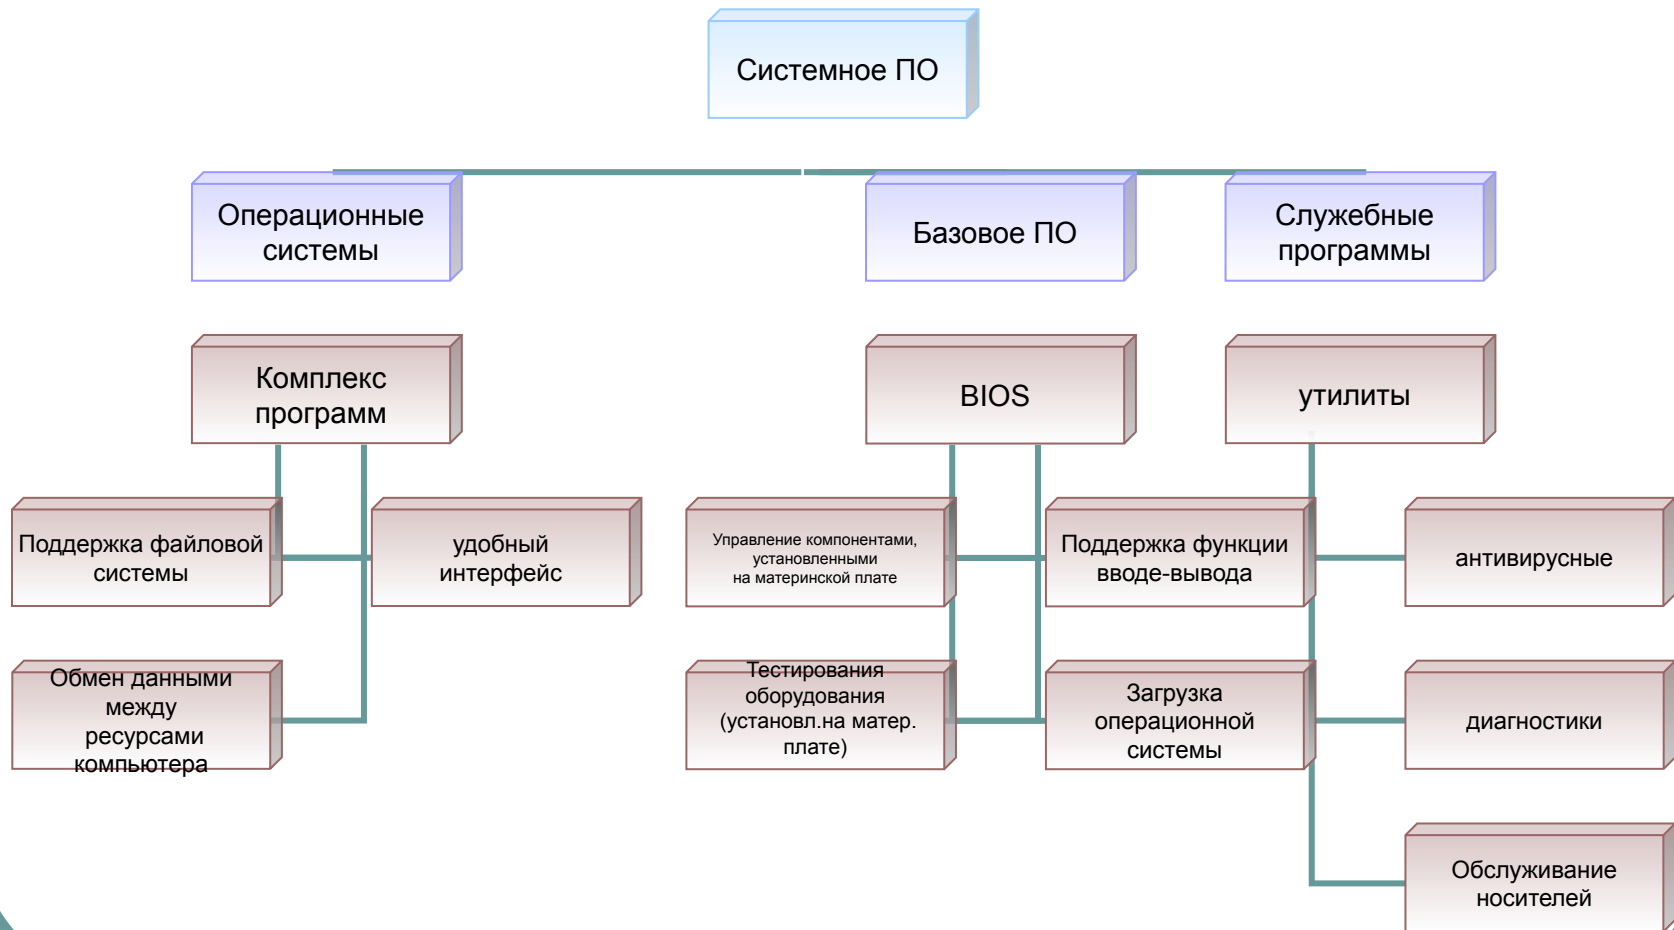 Системное ПО
Операционные
системы
Базовое ПО
Служебные
программы
Комплекс
программ
BIOS
утилиты
Поддержка файловой
системы
удобный
интерфейс
Управление компонентами,
установленными
на материнской плате
Поддержка функции
вводе-вывода
антивирусные
Обмен данными
между
ресурсами
компьютера
Тестирования
оборудования
(установл.на матер.
плате)
Загрузка
операционной
системы
диагностики
Обслуживание
носителей